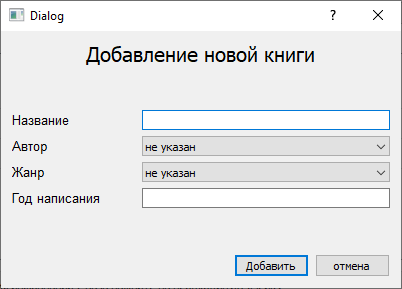 Dialog
?
Добавление новой книги
Название
Автор не указан
Жанр не указан
Год написания
Добавить отмена